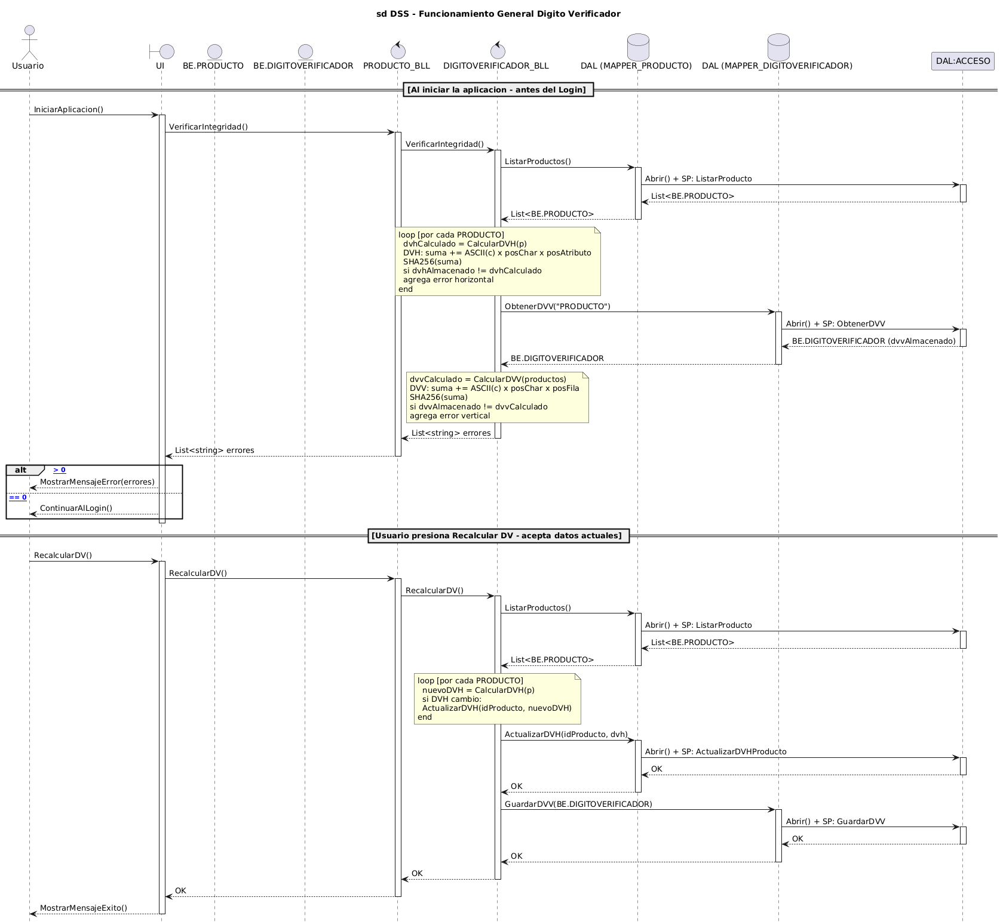 sd DSS - Funcionamiento General Digito Verificador
Usuario
UI
BE.PRODUCTO
BE.DIGITOVERIFICADOR
PRODUCTO_BLL
DIGITOVERIFICADOR_BLL
DAL (MAPPER_PRODUCTO)
DAL (MAPPER_DIGITOVERIFICADOR)
DAL:ACCESO
[Al iniciar la aplicacion - antes del Login]
IniciarAplicacion()
VerificarIntegridad()
VerificarIntegridad()
ListarProductos()
Abrir() + SP: ListarProducto
List<BE.PRODUCTO>
List<BE.PRODUCTO>
loop [por cada PRODUCTO]
dvhCalculado = CalcularDVH(p)
DVH: suma += ASCII(c) x posChar x posAtributo
SHA256(suma)
si dvhAlmacenado != dvhCalculado
agrega error horizontal
end
ObtenerDVV("PRODUCTO")
Abrir() + SP: ObtenerDVV
BE.DIGITOVERIFICADOR (dvvAlmacenado)
BE.DIGITOVERIFICADOR
dvvCalculado = CalcularDVV(productos)
DVV: suma += ASCII(c) x posChar x posFila
SHA256(suma)
si dvvAlmacenado != dvvCalculado
agrega error vertical
List<string> errores
List<string> errores
alt > 0
MostrarMensajeError(errores)
== 0
ContinuarAlLogin()
[Usuario presiona Recalcular DV - acepta datos actuales]
RecalcularDV()
RecalcularDV()
RecalcularDV()
ListarProductos()
Abrir() + SP: ListarProducto
List<BE.PRODUCTO>
List<BE.PRODUCTO>
loop [por cada PRODUCTO]
nuevoDVH = CalcularDVH(p)
si DVH cambio:
ActualizarDVH(idProducto, nuevoDVH)
end
ActualizarDVH(idProducto, dvh)
Abrir() + SP: ActualizarDVHProducto
OK
OK
GuardarDVV(BE.DIGITOVERIFICADOR)
Abrir() + SP: GuardarDVV
OK
OK
OK
OK
MostrarMensajeExito()